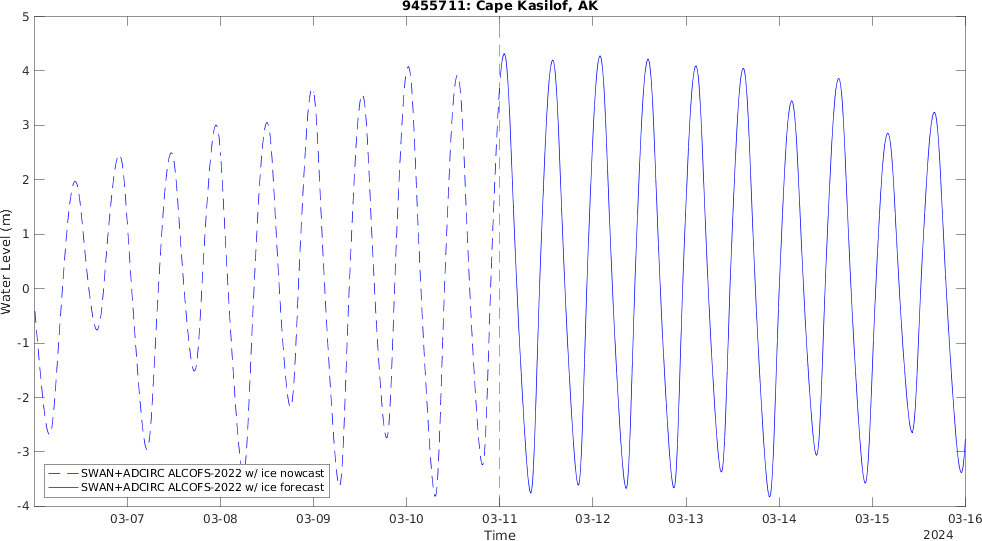 9455711: Cape Kasilof, AK
5
4
3
2
1
0
-1
-2
-3
-4
Water Level (m)
SWAN+ADCIRC ALCOFS-2022 w/ ice nowcast
SWAN+ADCIRC ALCOFS-2022 w/ ice forecast
03-07 03-08 03-09 03-10 03-11 03-12 03-13 03-14 03-15 03-16
Time
2024